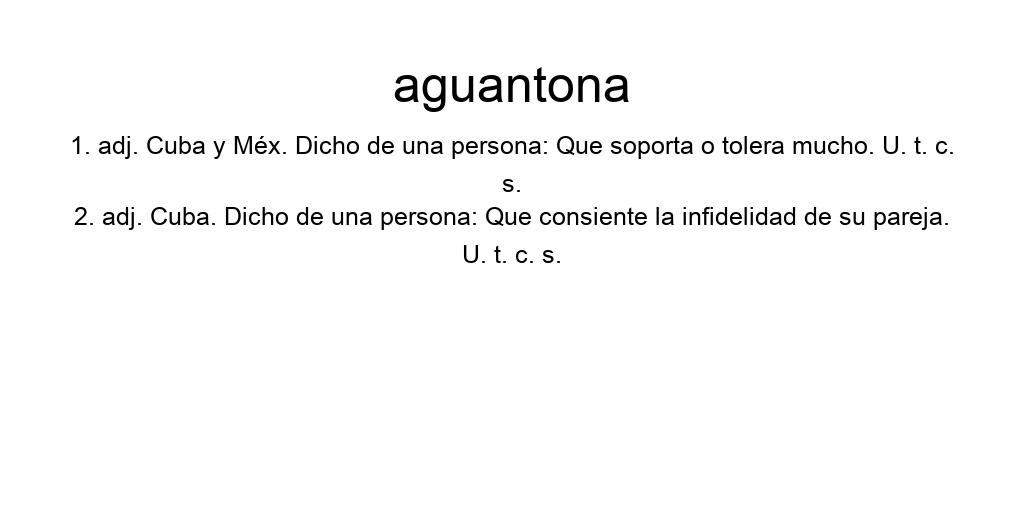 aguantona
1. adj. Cuba y Méx. Dicho de una persona: Que soporta o tolera mucho. U. t. c.
s.
2. adj. Cuba. Dicho de una persona: Que consiente la infidelidad de su pareja.
U. t. c. s.